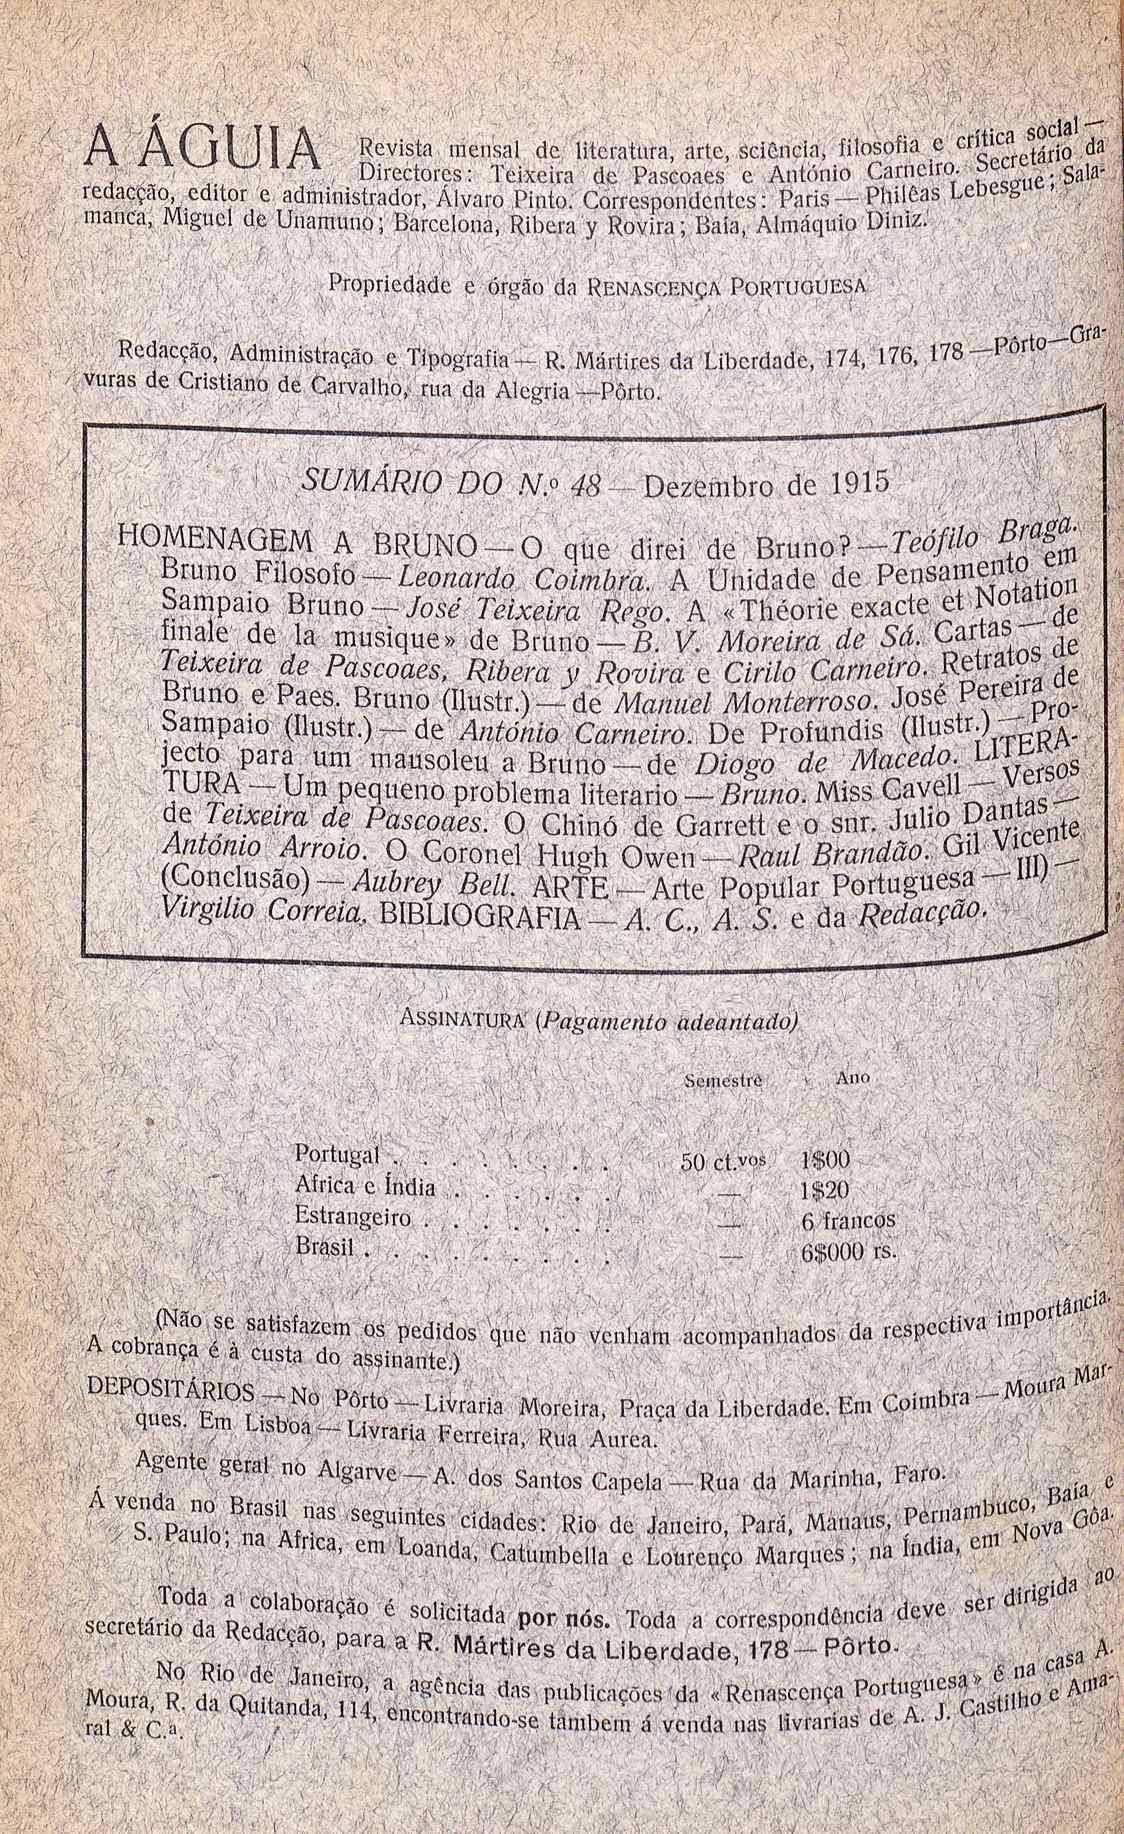 A ÁGUIA Revista mensal de literatura, arte, sciência, filosofia e crítica social —
Directores: Teixeira de Pascoaes e António Carneiro. Secretário da
redacção, editor e administrador, Álvaro Pinto. Correspondentes: Paris — Philêas Lebesgue; Sala-
manca, Miguel de Unamuno; Barcelona, Ribera y Rovira; Baía, Almáquio Diniz.
Propriedade e órgão da RENASCENÇA PORTUGUESA
Redacção, Administração e Tipografia — R. Mártires da Liberdade, 174, 176, 178 — Pôrto — Gra-
vuras de Cristiano de Carvalho, rua da Alegria — Pôrto.
SUMÁRIO DO N.º 48 — Dezembro de 1915
HOMENAGEM A BRUNO — O que direi de Bruno? — Teófilo Braga.
Bruno Filosofo — Leonardo Coimbra. A Unidade de Pensamento em
Sampaio Bruno — José Teixeira Rego. A «Théorie exacte et Notation
finale de la musique» de Bruno — B. V. Moreira de Sá. Cartas — de
Teixeira de Pascoaes, Ribera y Rovira e Cirilo Carneiro. Retratos de
Bruno e Paes. Bruno (Ilustr.) — de Manuel Monterroso. José Pereira de
Sampaio (Ilustr.) — de António Carneiro. De Profundis (Ilustr.) — Pro-
jecto para um mausoleu a Bruno — de Diogo de Macedo. LITERA-
TURA — Um pequeno problema literario — Bruno. Miss Cavell — Versos
de Teixeira de Pascoaes. O Chinó de Garrett e o snr. Julio Dantas —
António Arroio. O Coronel Hugh Owen — Raul Brandão. Gil Vicente
(Conclusão) — Aubrey Bell. ARTE — Arte Popular Portuguesa — III) —
Virgilio Correia. BIBLIOGRAFIA — A. C., A. S. e da Redacção.
ASSINATURA (Pagamento adeantado)
Semestre Ano
Portugal . . . . . . . . 50 ct.vos 1$00
Africa e Índia . . . . . . — 1$20
Estrangeiro . . . . . . . — 6 francos
Brasil . . . . . . . . . — 6$000 rs.
(Não se satisfazem os pedidos que não venham acompanhados da respectiva importância.
A cobrança é à custa do assinante.)
DEPOSITÁRIOS — No Pôrto — Livraria Moreira, Praça da Liberdade. Em Coimbra — Moura Mar-
ques. Em Lisboa — Livraria Ferreira, Rua Aurea.
Agente geral no Algarve — A. dos Santos Capela — Rua da Marinha, Faro.
Á venda no Brasil nas seguintes cidades: Rio de Janeiro, Pará, Manaus, Pernambuco, Baía e
S. Paulo; na Africa, em Loanda, Catumbella e Lourenço Marques; na Índia, em Nova Gôa.
Toda a colaboração é solicitada por nós. Toda a correspondência deve ser dirigida ao
secretário da Redacção, para a R. Mártires da Liberdade, 178 — Pôrto.
No Rio de Janeiro, a agência das publicações da «Renascença Portuguesa» é na casa A.
Moura, R. da Quitanda, 114, encontrando-se tambem á venda nas livrarias de A. J. Castilho e Ama-
ral & C.ª.